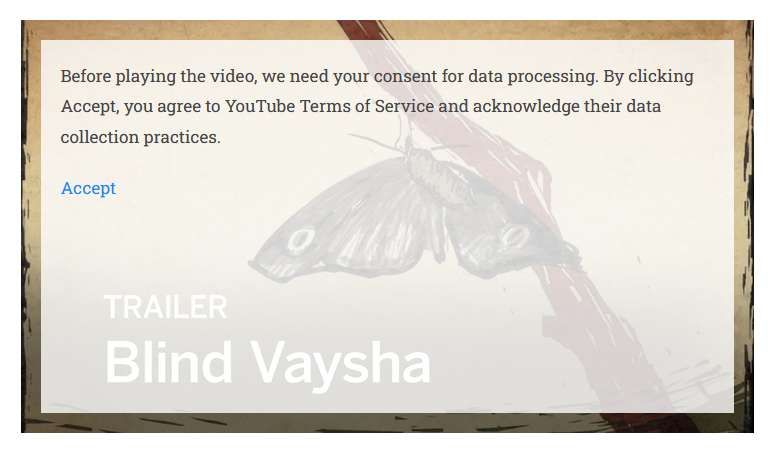 Before playing the video, we need your consent for data processing. By clicking
Accept, you agree to YouTube Terms of Service and acknowledge their data
collection practices.
Accept
TRAILER
Blind Vaysha